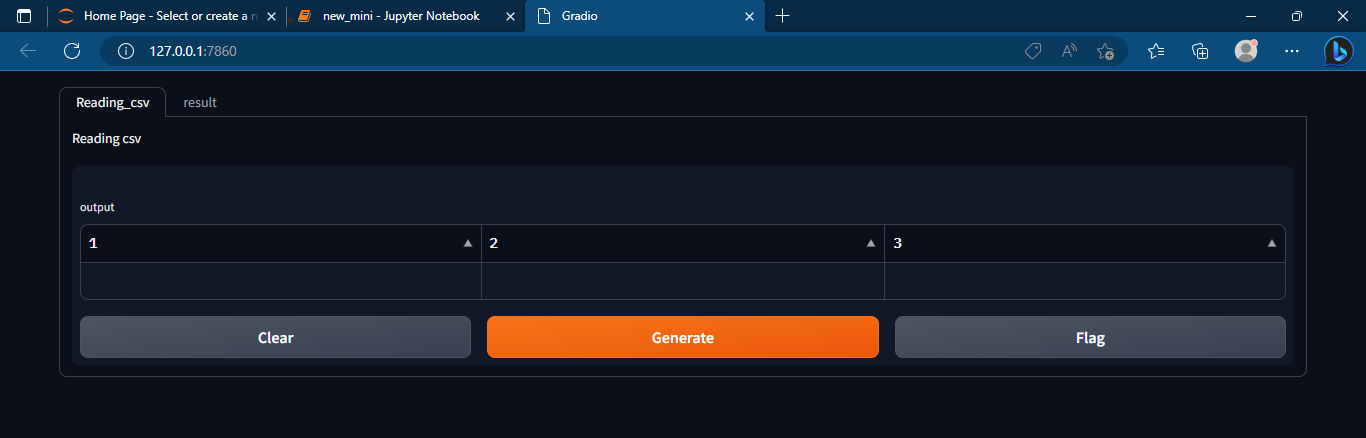 Home Page - Select or create a n
new_mini - Jupyter Notebook
Gradio
127.0.0.1:7860
Reading_csv
result
Reading csv
output
1
2
3
Clear
Generate
Flag